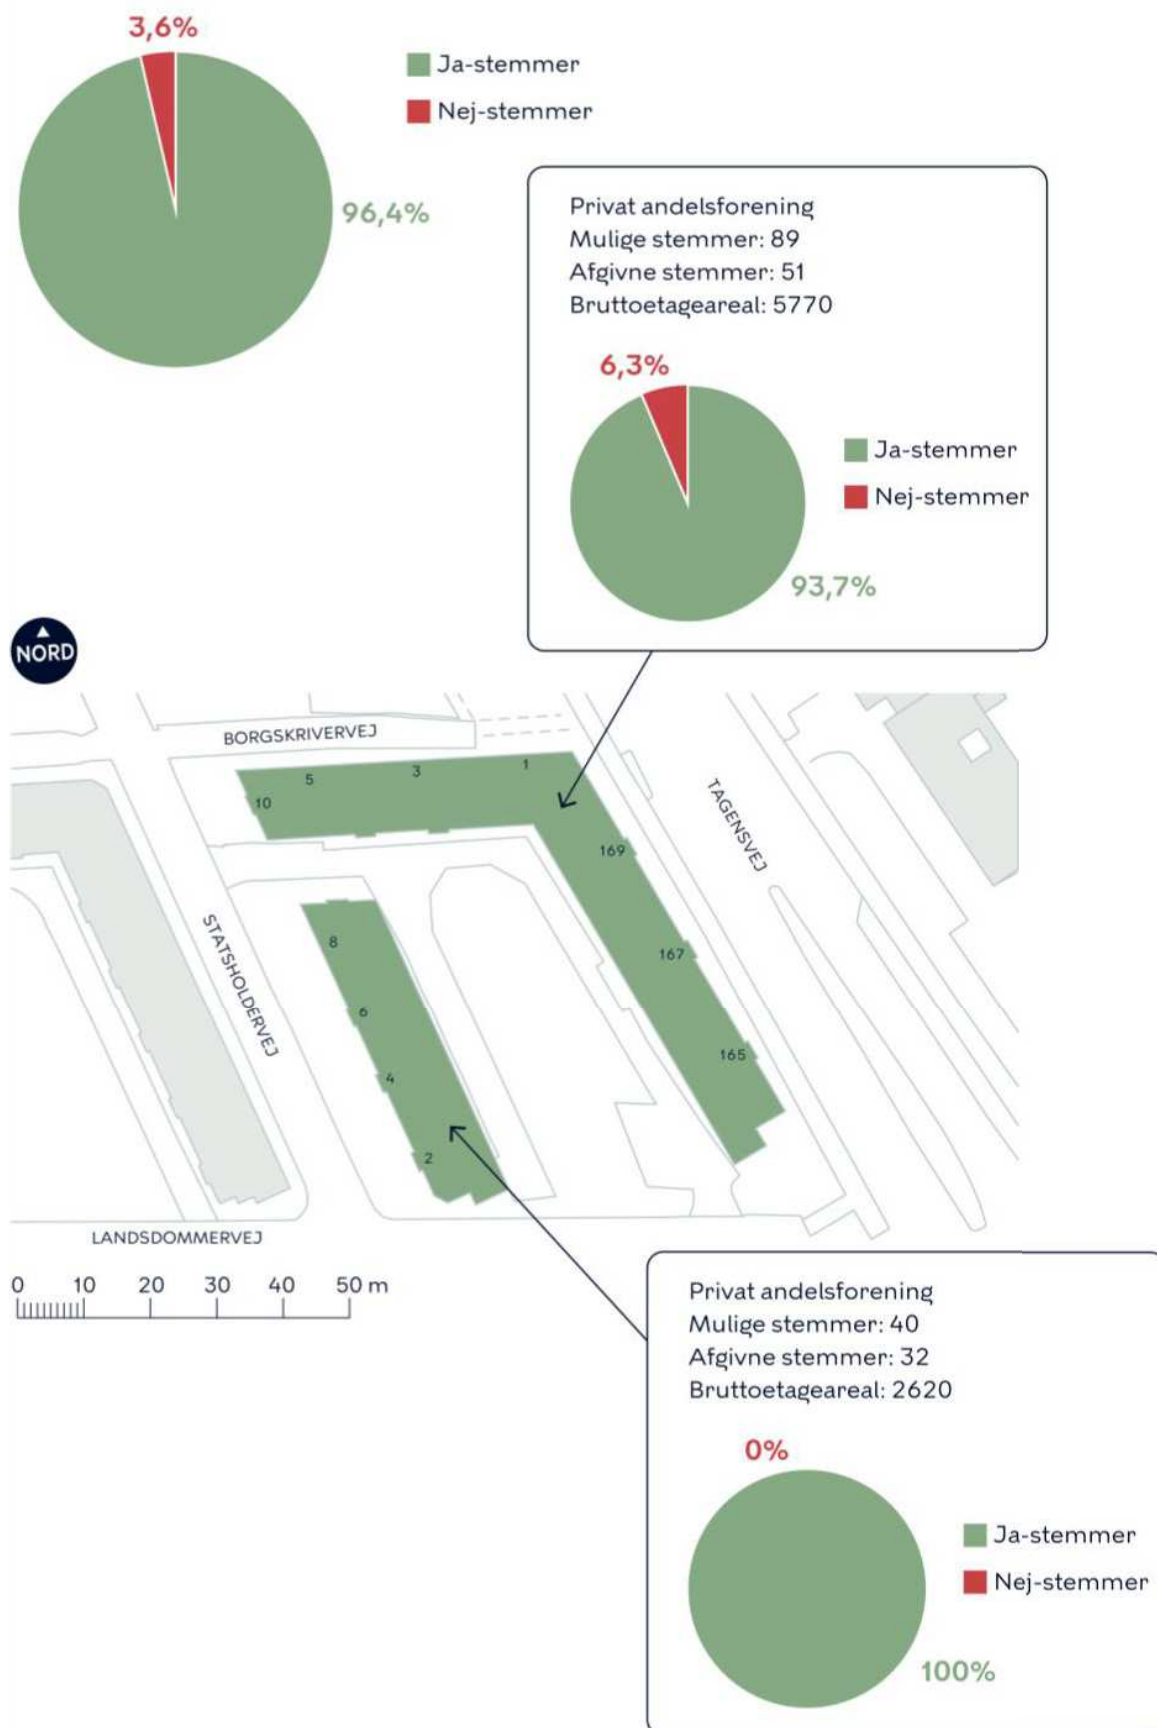 3,6%
Ja-stemmer
Nej-stemmer
96,4%
Privat andelsforening
Mulige stemmer: 89
Afgivne stemmer: 51
Bruttoetageareal: 5770
6,3%
Ja-stemmer
Nej-stemmer
93,7%
NORD
BORGSKRIVERVEJ
5
3
1
10
169
TAGENSVEJ
167
165
STATSHOLDERVEJ
8
6
4
2
LANDSDOMMERVEJ
0 10 20 30 40 50 m
Privat andelsforening
Mulige stemmer: 40
Afgivne stemmer: 32
Bruttoetageareal: 2620
0%
Ja-stemmer
Nej-stemmer
100%